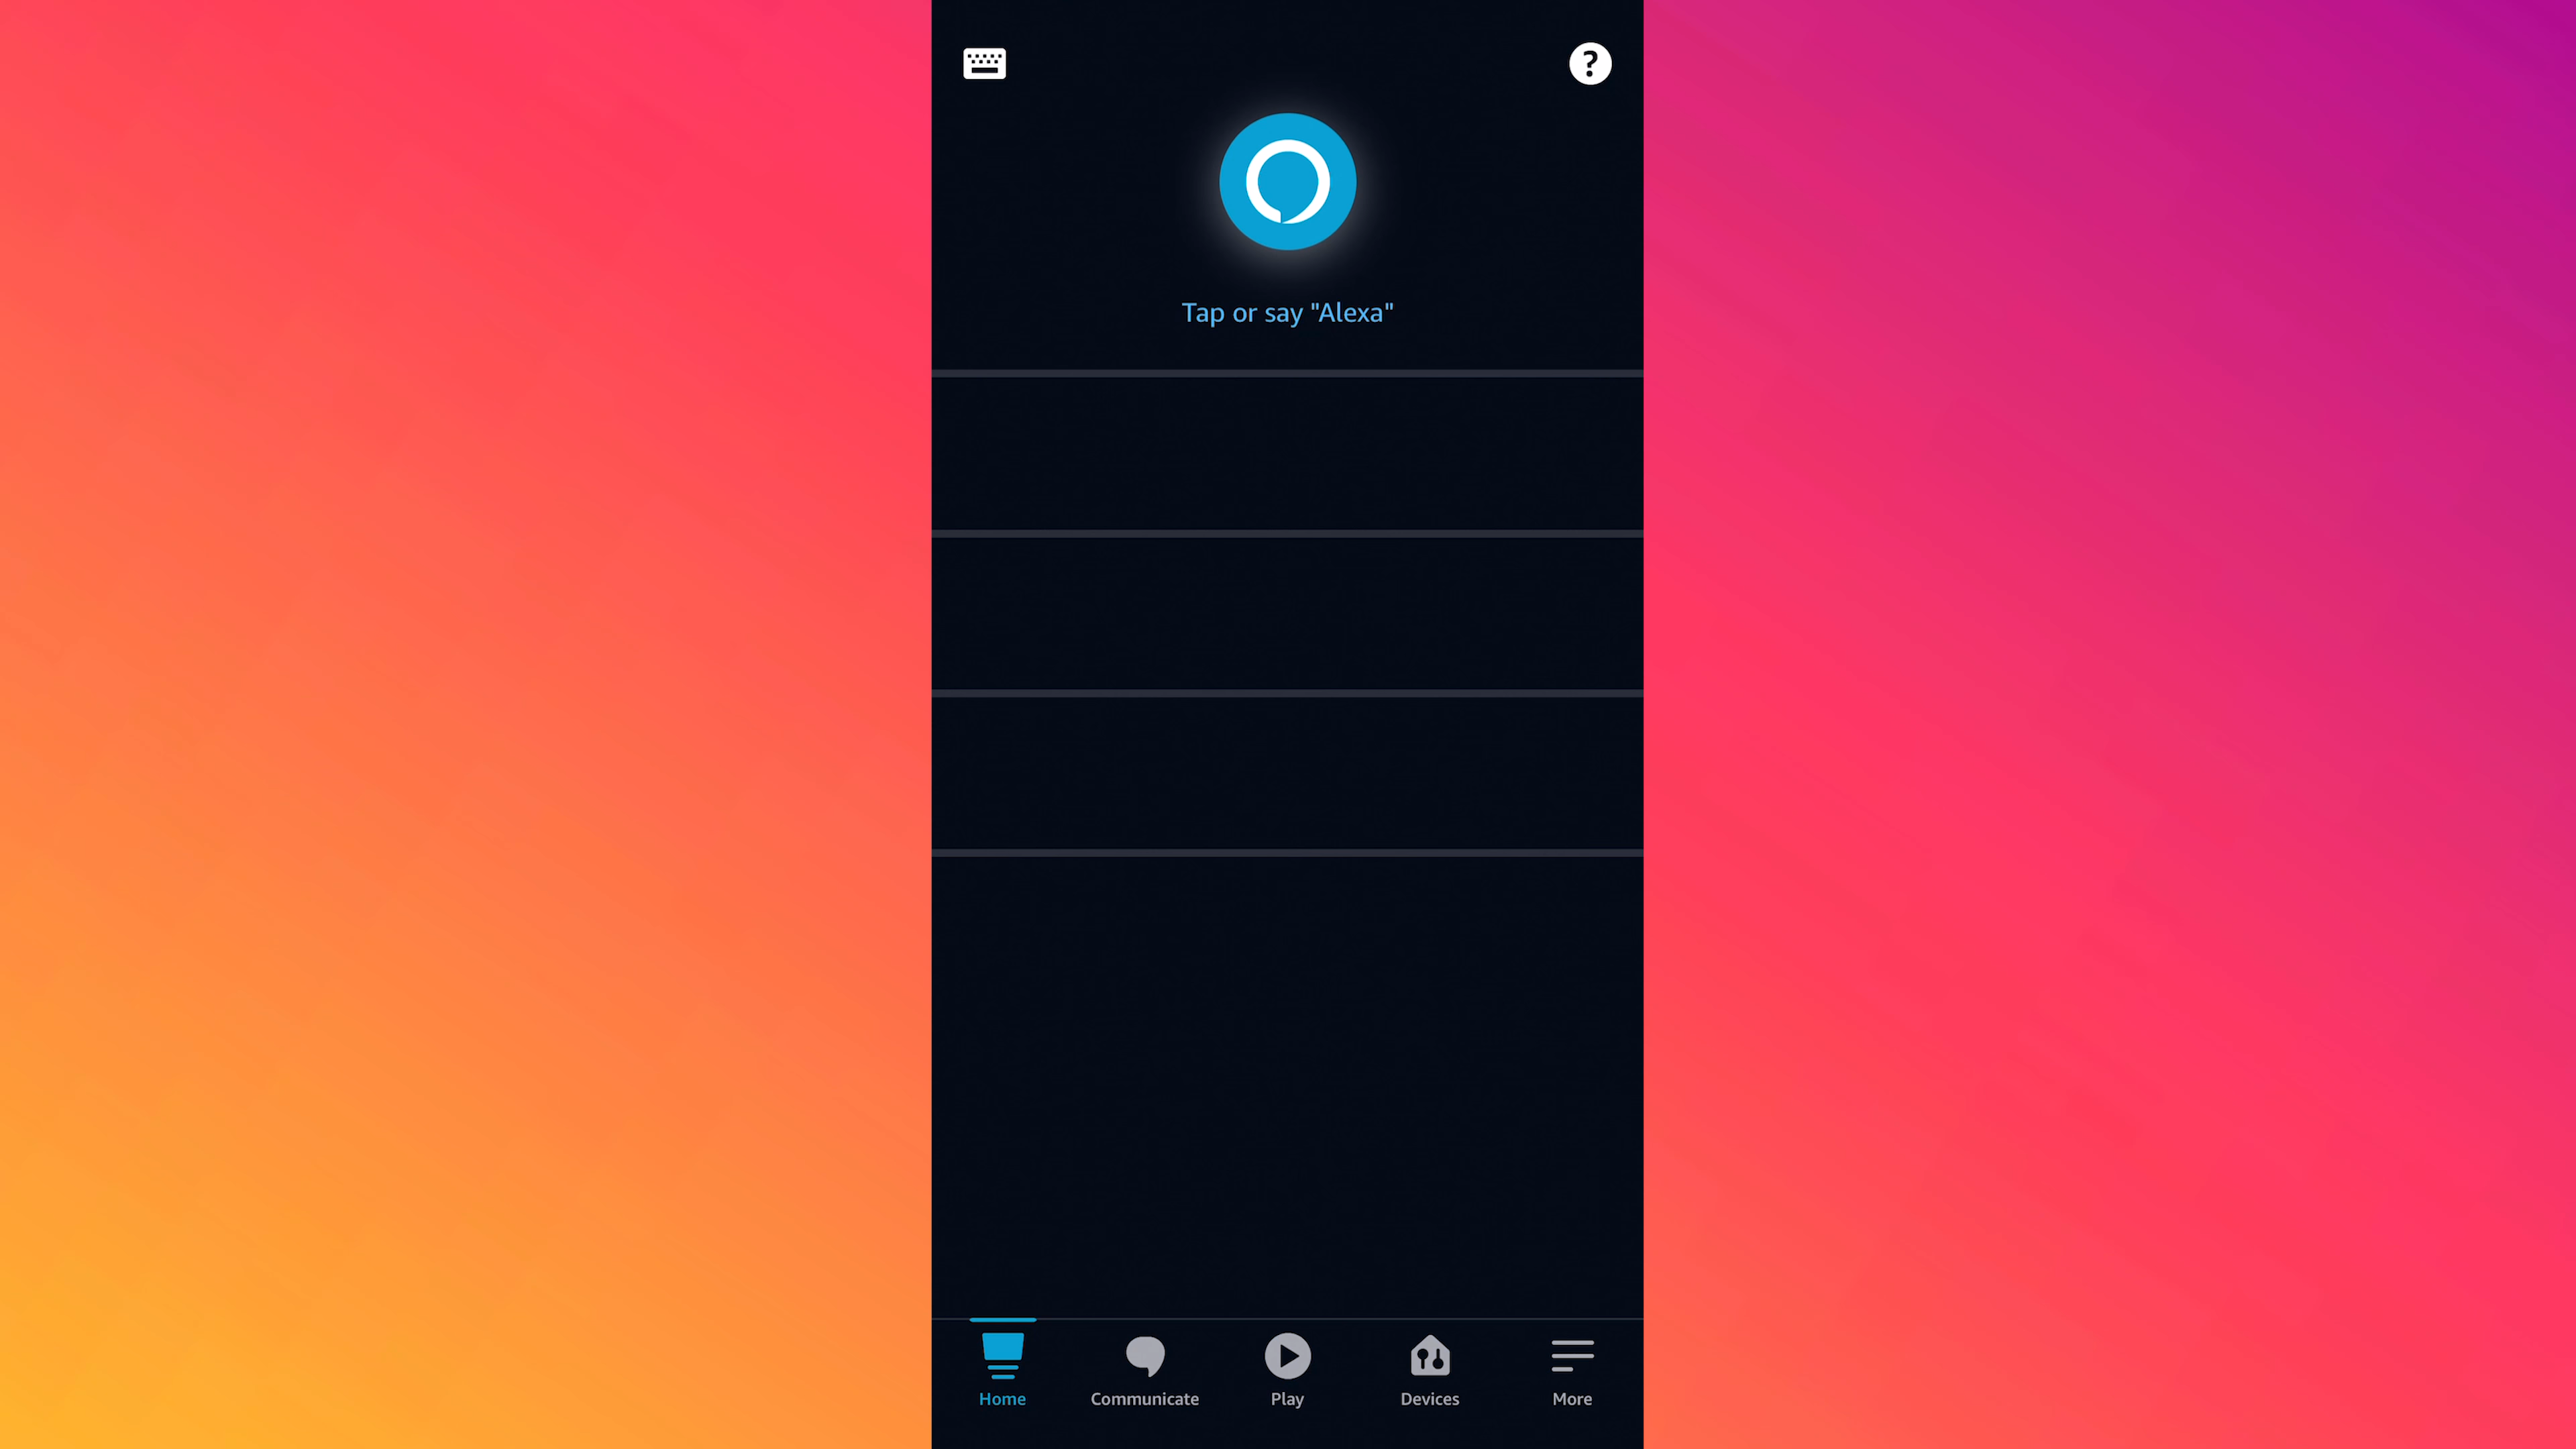 Tap or say "Alexa"
Home
Communicate
Play
Devices
More